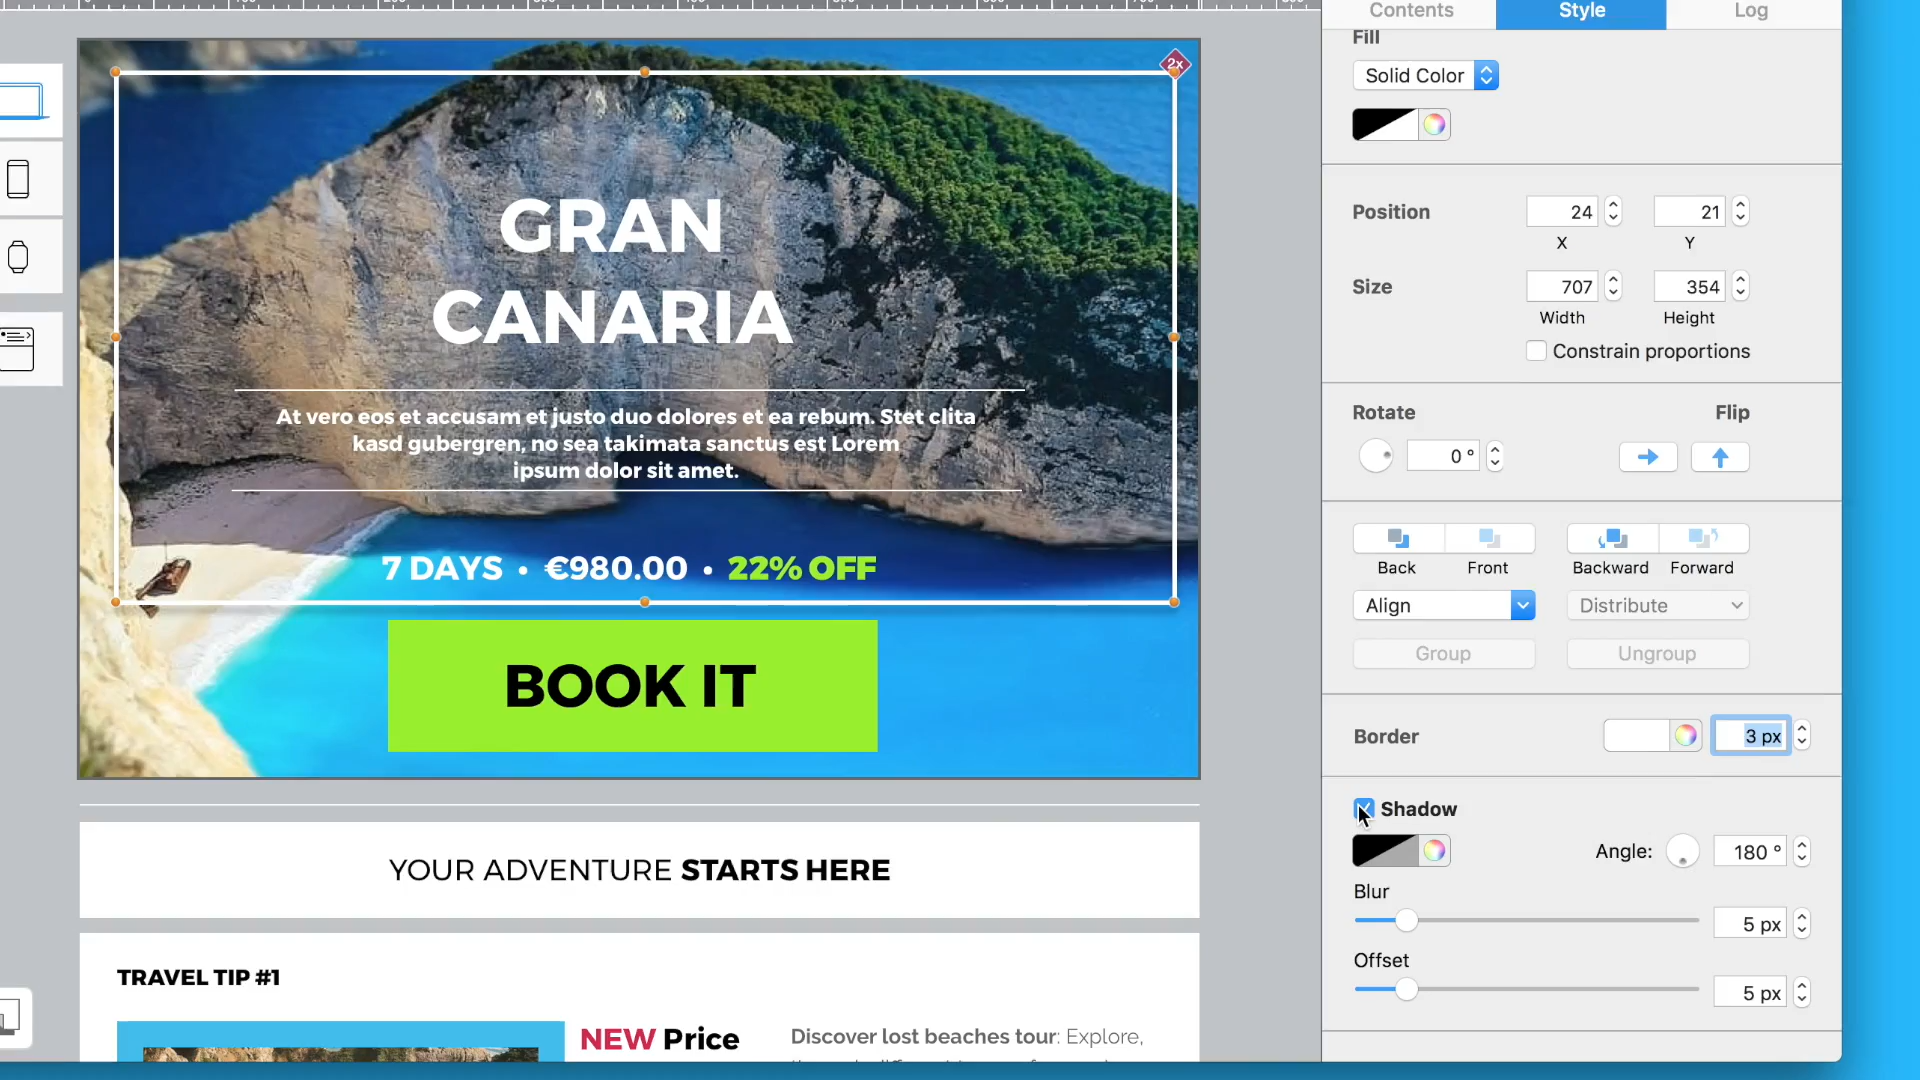 Contents
Style
Log
Fill
Solid Color
2x
GRAN
CANARIA
At vero eos et accusam et justo duo dolores et ea rebum. Stet clita
kasd gubergren, no sea takimata sanctus est Lorem
ipsum dolor sit amet.
7 DAYS • €980.00 • 22% OFF
BOOK IT
YOUR ADVENTURE STARTS HERE
TRAVEL TIP #1
NEW Price
Discover lost beaches tour: Explore,
Position
24
21
X
Y
Size
707
354
Width
Height
Constrain proportions
Rotate
Flip
0 °
Back
Front
Backward
Forward
Align
Distribute
Group
Ungroup
Border
3 px
Shadow
Angle:
180 °
Blur
5 px
Offset
5 px